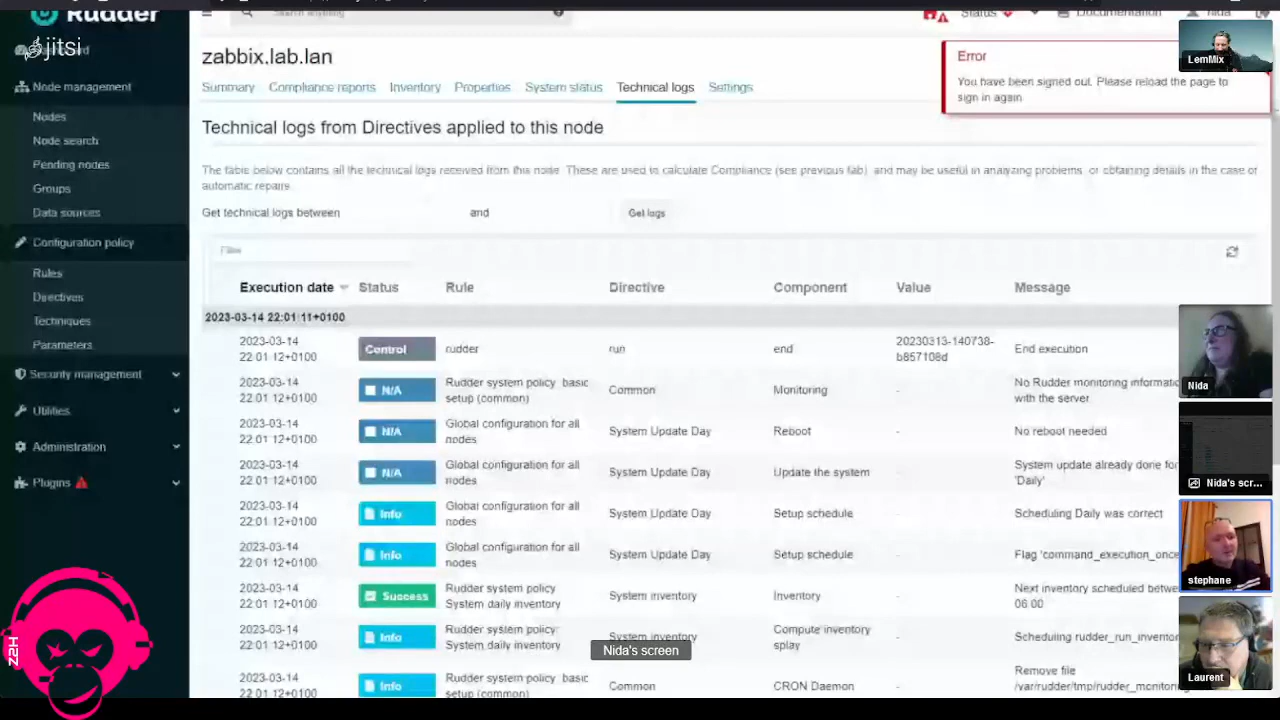 Rudder
jitsi
Node management
Nodes
Node search
Pending nodes
Groups
Data sources
Configuration policy
Rules
Directives
Techniques
Parameters
Security management
Utilities
Administration
Plugins
Search anything
Status
Documentation
nida
zabbix.lab.lan
Summary Compliance reports Inventory Properties System status Technical logs Settings
Error
You have been signed out. Please reload the page to
sign in again
Technical logs from Directives applied to this node
The table below contains all the technical logs received from this node. These are used to calculate Compliance (see previous tab), and may be useful in analyzing problems, or obtaining details in the case of
automatic repairs.
Get technical logs between and Get logs
Filter
Execution date Status Rule Directive Component Value Message
2023-03-14 22:01:11+0100
2023-03-14 22:01:12+0100 Control rudder run end 20230313-140738-b857108d End execution
2023-03-14 22:01:12+0100 N/A Rudder system policy: basic setup (common) Common Monitoring - No Rudder monitoring informatio with the server
2023-03-14 22:01:12+0100 N/A Global configuration for all nodes System Update Day Reboot - No reboot needed
2023-03-14 22:01:12+0100 N/A Global configuration for all nodes System Update Day Update the system - System update already done for 'Daily'
2023-03-14 22:01:12+0100 Info Global configuration for all nodes System Update Day Setup schedule - Scheduling Daily was correct
2023-03-14 22:01:12+0100 Info Global configuration for all nodes System Update Day Setup schedule - Flag 'command_execution_once
2023-03-14 22:01:12+0100 Success Rudder system policy: System daily inventory System inventory Inventory - Next inventory scheduled betwe 06:00
2023-03-14 22:01:12+0100 Info Rudder system policy: System daily inventory System inventory Compute inventory splay - Scheduling rudder_run_invento
2023-03-14 22:01:12+0100 Info Rudder system policy: basic setup (common) Common CRON Daemon - Remove file /var/rudder/tmp/rudder_monitoring
Nida's screen
LemMix
Nida
Nida's scr...
stephane
Laurent
Z2H